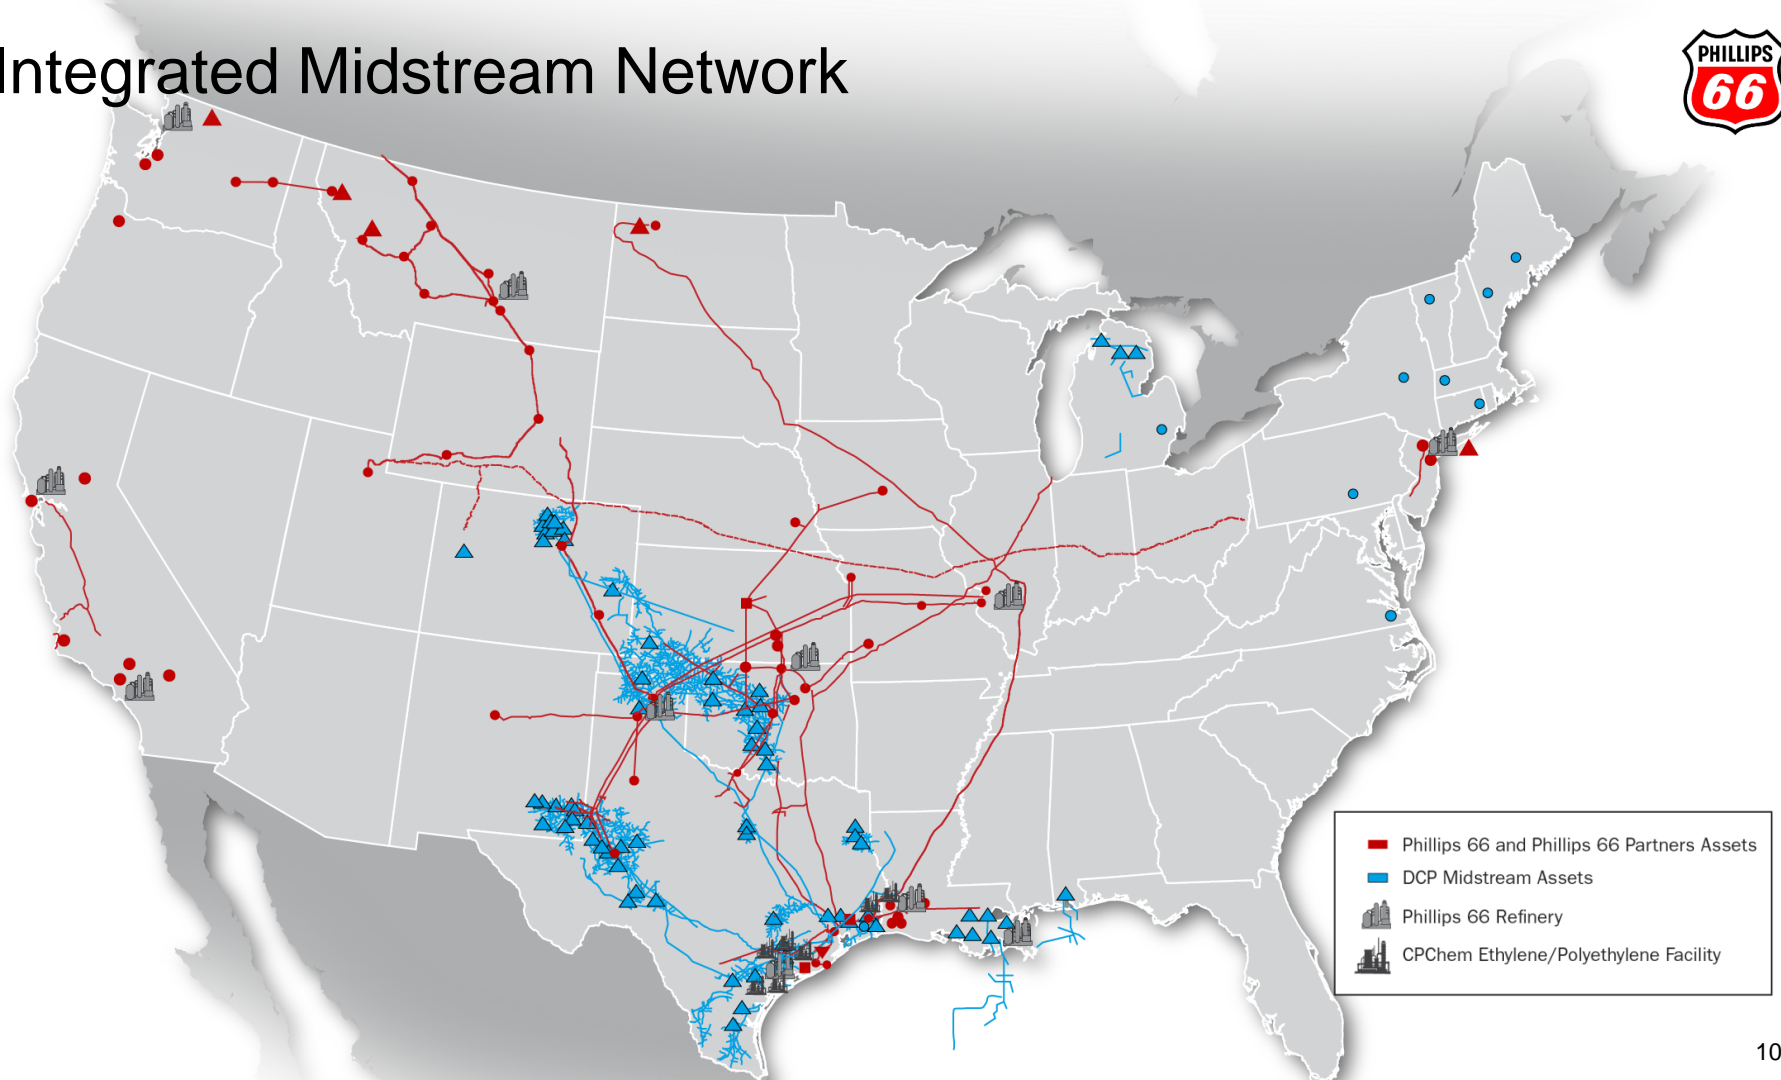 Integrated Midstream Network
PHILLIPS
66
Phillips 66 and Phillips 66 Partners Assets
DCP Midstream Assets
Phillips 66 Refinery
CPChem Ethylene/Polyethylene Facility
10